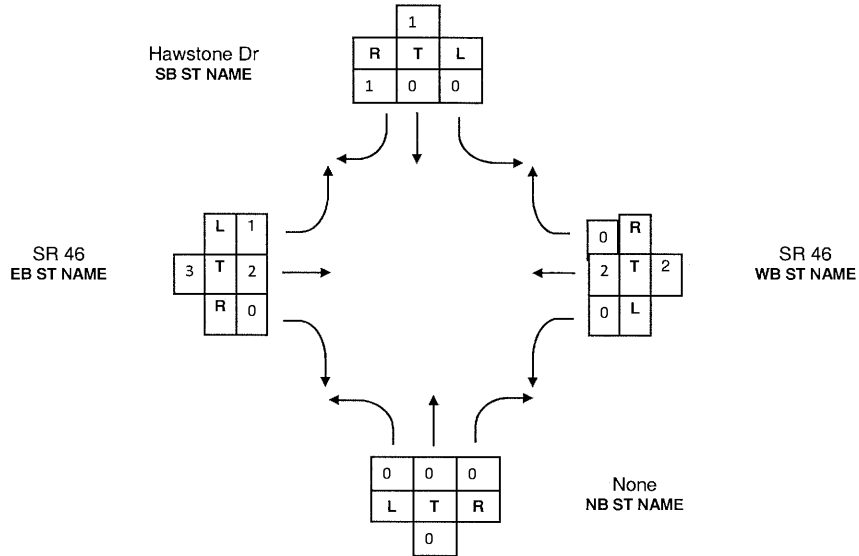 1
Hawstone Dr
SB ST NAME
R T L
1 0 0
L 1
3 T 2
R 0
SR 46
EB ST NAME
0 R
2 T 2
0 L
SR 46
WB ST NAME
0 0 0
L T R
0
None
NB ST NAME